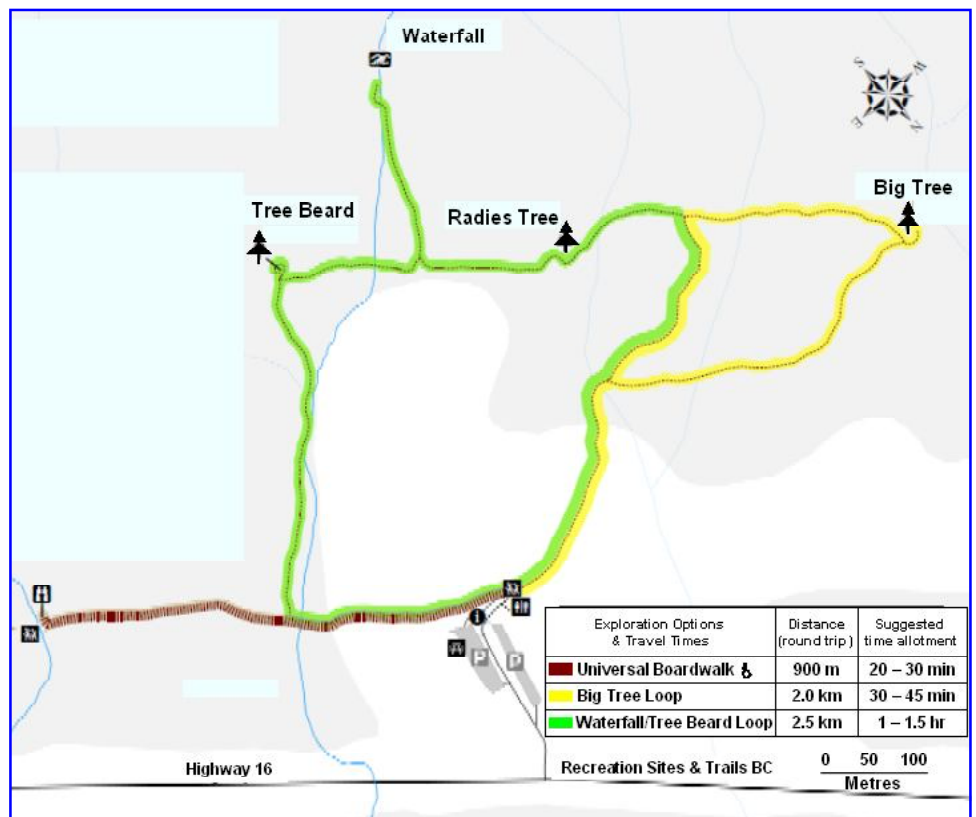 Waterfall
S
W
E
N
Big Tree
Tree Beard
Radies Tree
i
P
P
Exploration Options & Travel Times
Distance (round trip)
Suggested time allotment
Universal Boardwalk
900 m
20 – 30 min
Big Tree Loop
2.0 km
30 – 45 min
Waterfall/Tree Beard Loop
2.5 km
1 – 1.5 hr
Highway 16
Recreation Sites & Trails BC
0 50 100
Metres